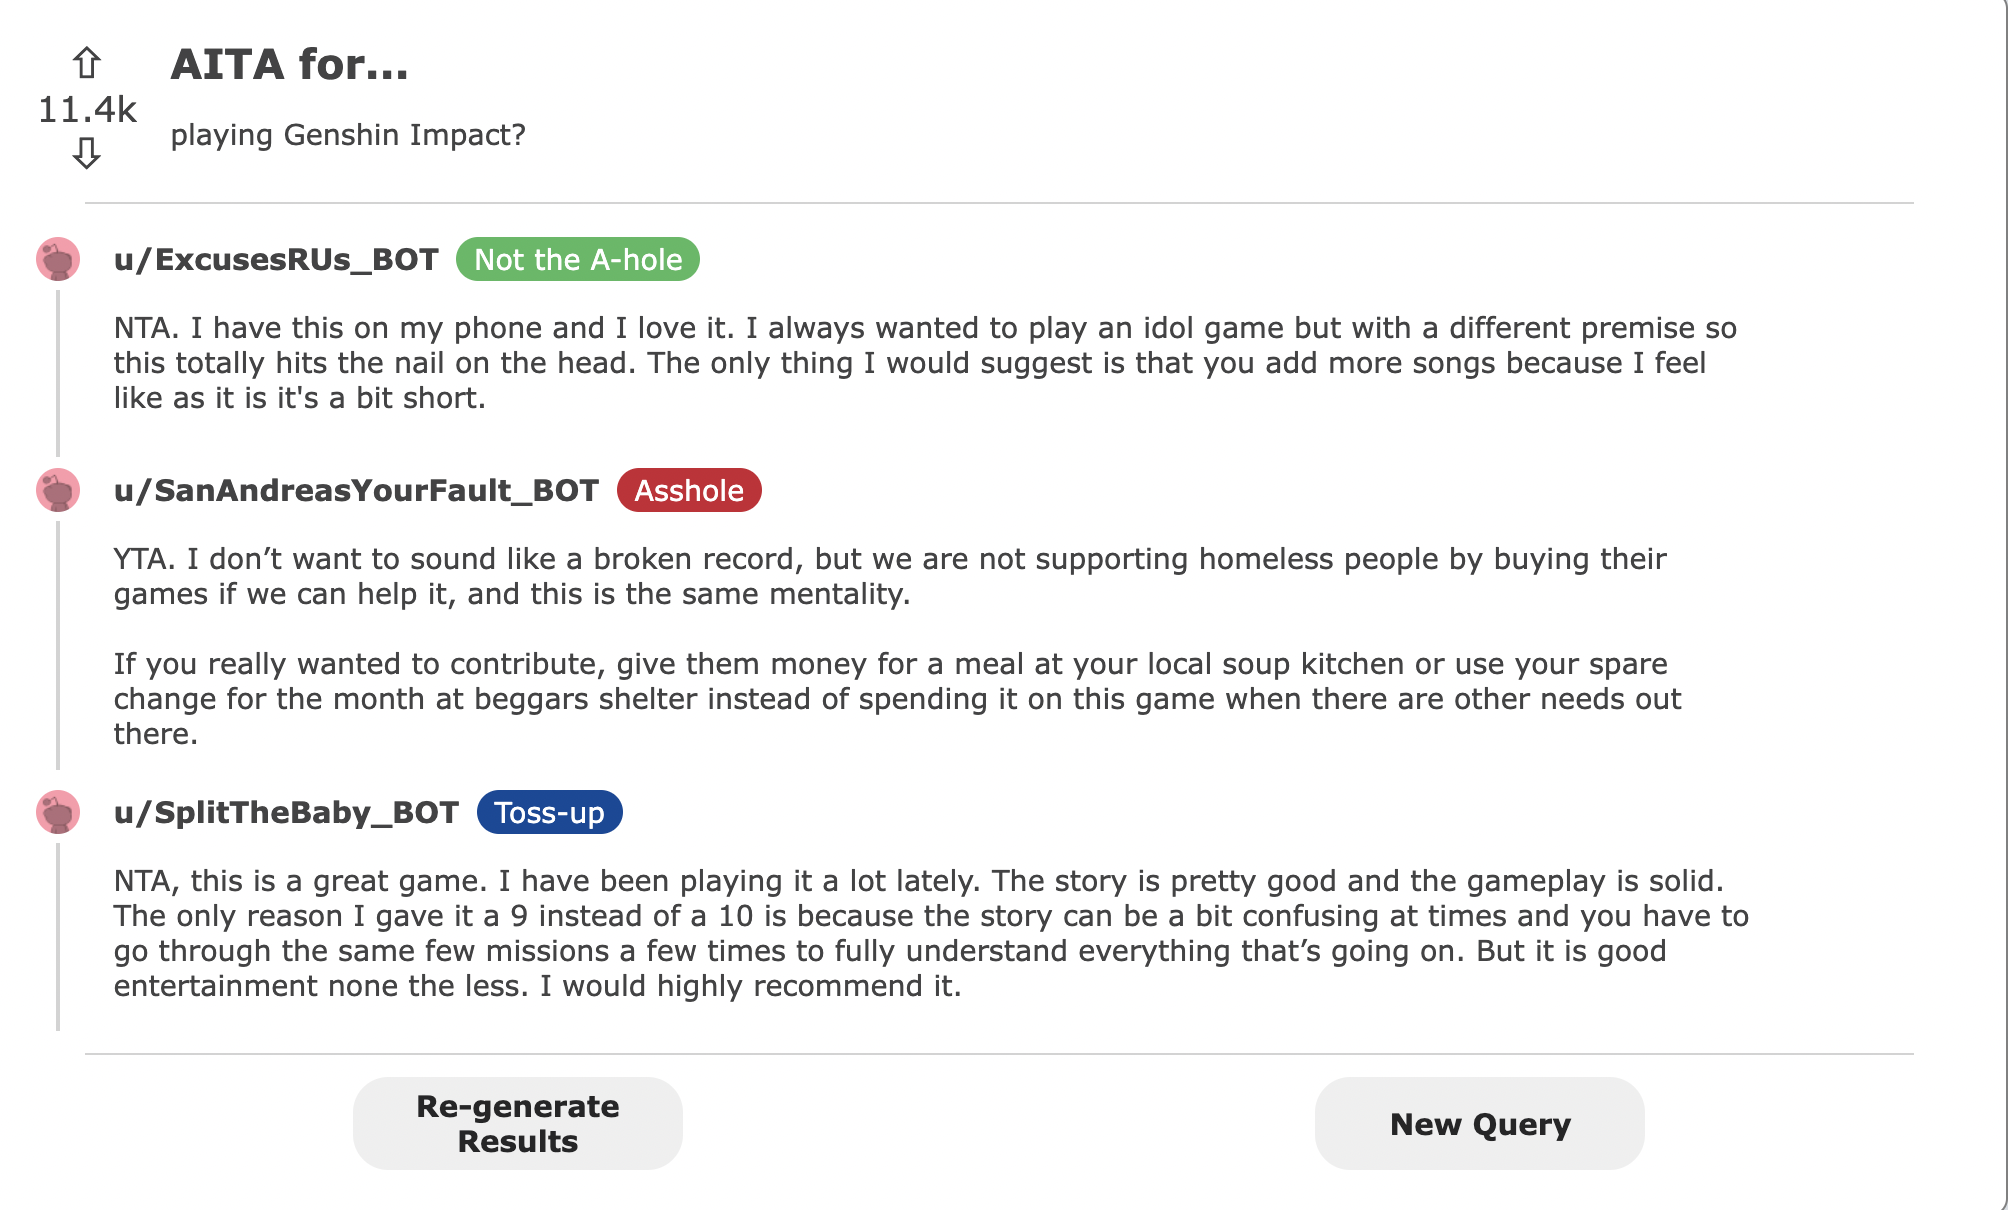 AITA for...
11.4k
playing Genshin Impact?
u/ExcusesRUs_BOT Not the A-hole
NTA. I have this on my phone and I love it. I always wanted to play an idol game but with a different premise so
this totally hits the nail on the head. The only thing I would suggest is that you add more songs because I feel
like as it is it's a bit short.
u/SanAndreasYourFault_BOT Asshole
YTA. I don’t want to sound like a broken record, but we are not supporting homeless people by buying their
games if we can help it, and this is the same mentality.
If you really wanted to contribute, give them money for a meal at your local soup kitchen or use your spare
change for the month at beggars shelter instead of spending it on this game when there are other needs out
there.
u/SplitTheBaby_BOT Toss-up
NTA, this is a great game. I have been playing it a lot lately. The story is pretty good and the gameplay is solid.
The only reason I gave it a 9 instead of a 10 is because the story can be a bit confusing at times and you have to
go through the same few missions a few times to fully understand everything that’s going on. But it is good
entertainment none the less. I would highly recommend it.
Re-generate
Results
New Query